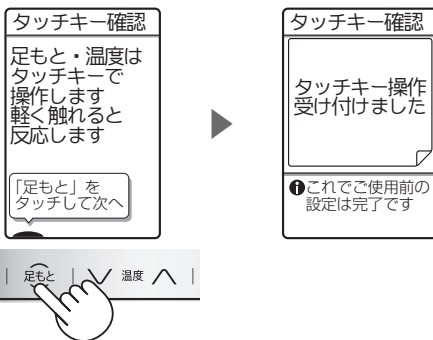 タッチキー確認
足もと・温度は
タッチキーで
操作します
軽く触れると
反応します
「足もと」を
タッチして次へ
足もと
温度
タッチキー確認
タッチキー操作
受け付けました
これでご使用前の
設定は完了です